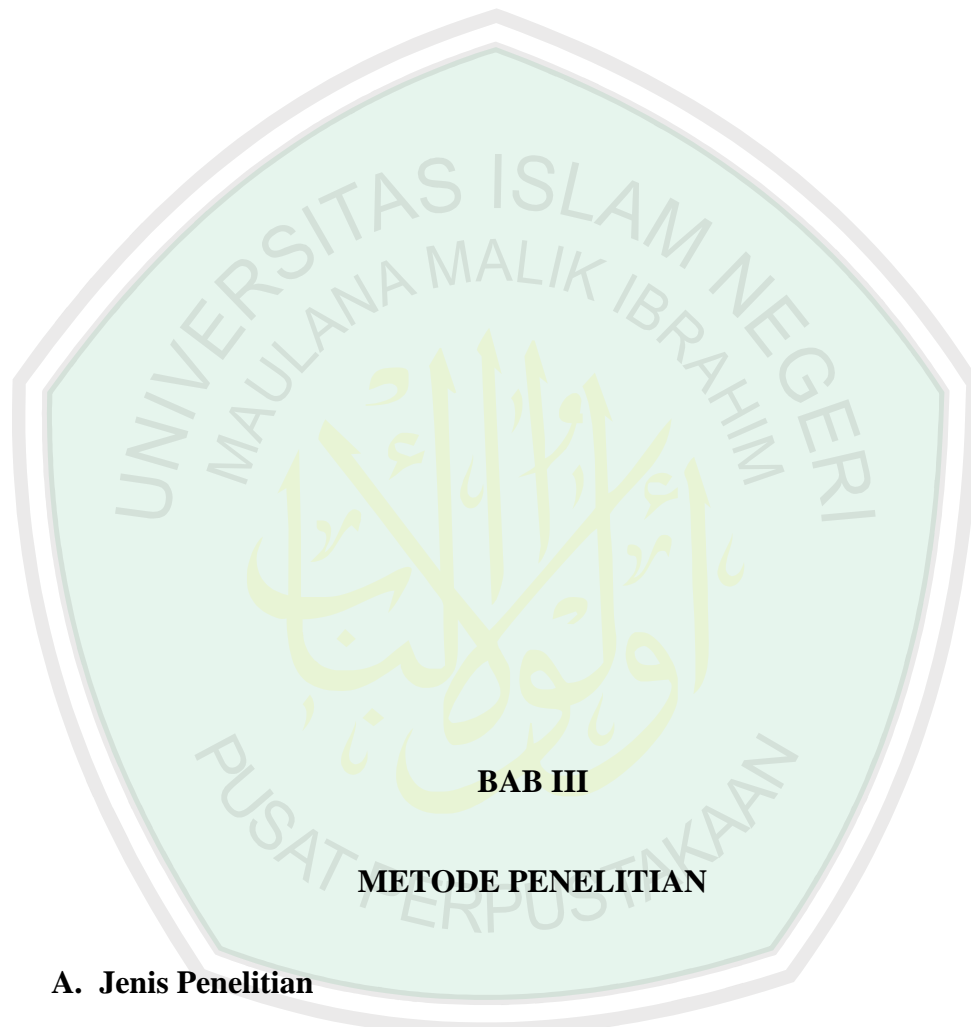 UNIVERSITAS ISLAM NEGERI
MAULANA MALIK IBRAHIM
BAB III
METODE PENELITIAN
PUSAT PERPUSTAKAAN
A. Jenis Penelitian